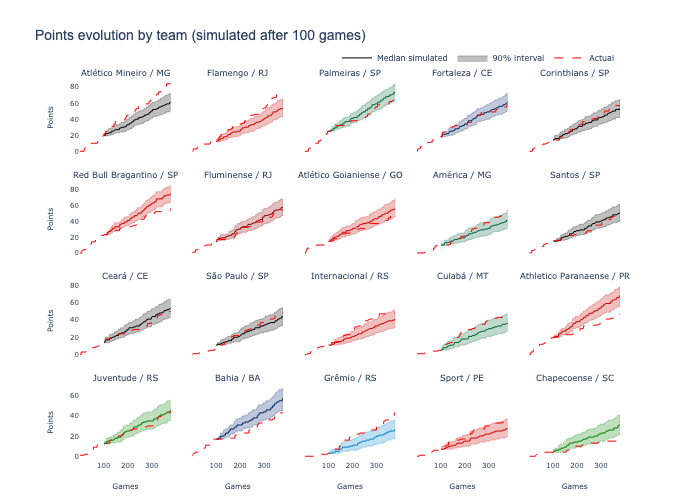 Points evolution by team (simulated after 100 games)
Median simulated 90% interval Actual
Atlético Mineiro / MG Flamengo / RJ Palmeiras / SP Fortaleza / CE Corinthians / SP
80
60
40
20
0
Points
Red Bull Bragantino / SP Fluminense / RJ Atlético Goianiense / GO América / MG Santos / SP
80
60
40
20
0
Points
Ceará / CE São Paulo / SP Internacional / RS Cuiabá / MT Athletico Paranaense / PR
80
60
40
20
0
Points
Juventude / RS Bahia / BA Grêmio / RS Sport / PE Chapecoense / SC
60
40
20
0
Points
100 200 300 100 200 300 100 200 300 100 200 300 100 200 300
Games Games Games Games Games